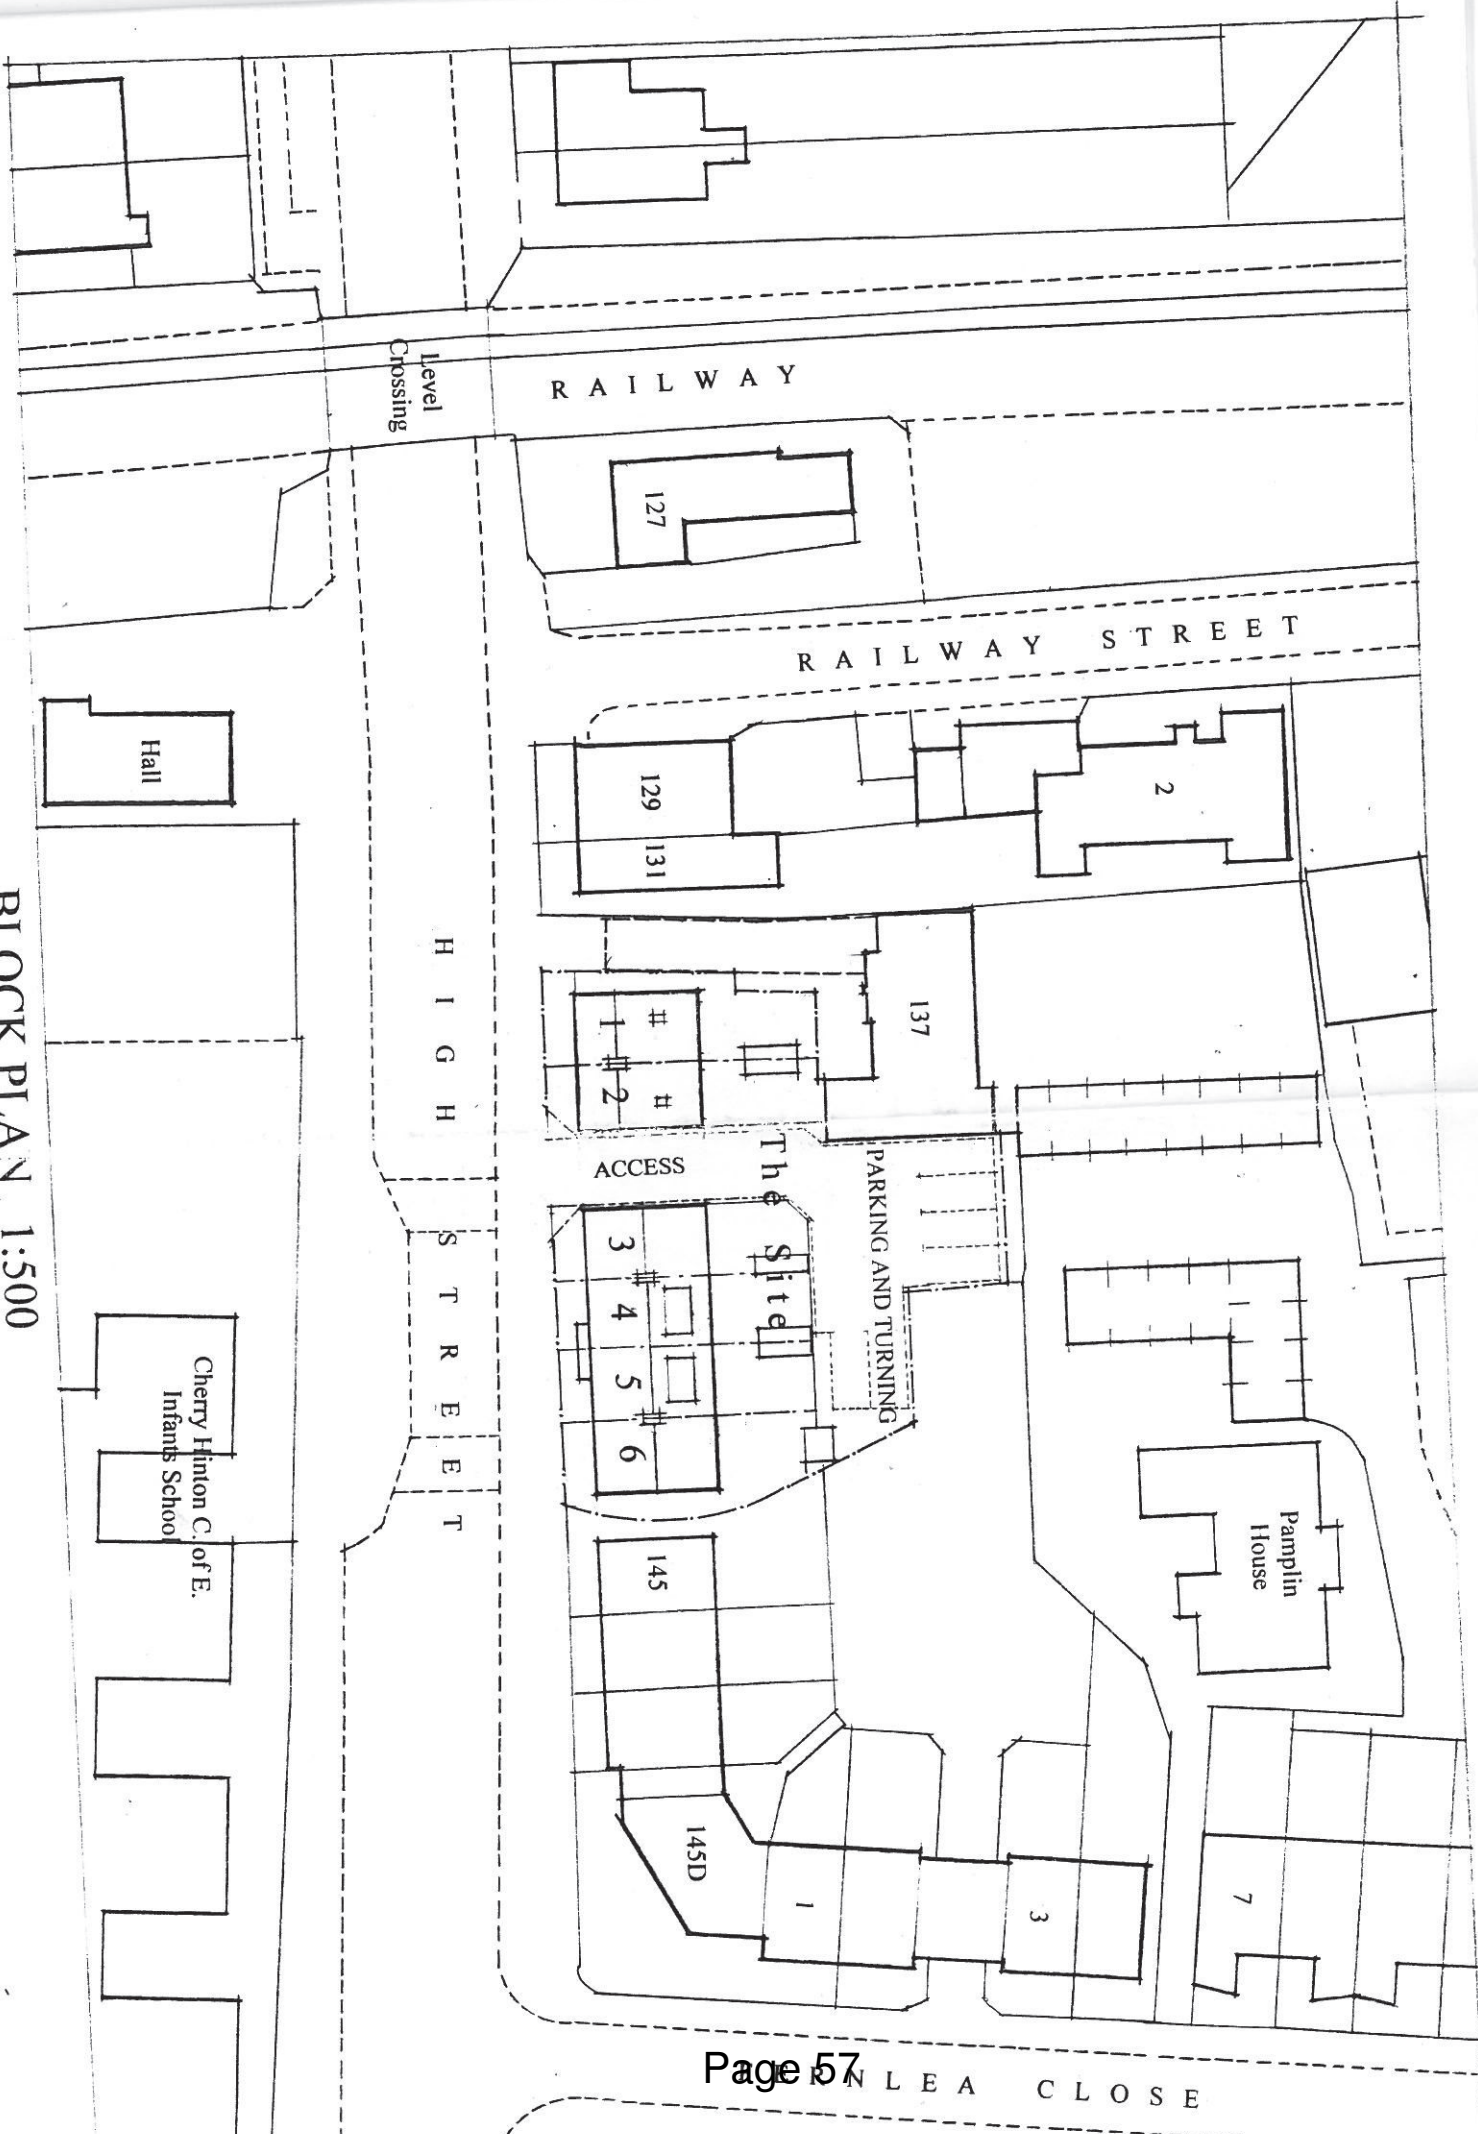 Level
Crossing
RAILWAY
127
RAILWAY STREET
Hall
129
131
2
137
HIGH STREET
1
2
ACCESS
The Site
PARKING AND TURNING
3
4
5
6
Cherry Hinton C. of E.
Infants School
Pamplin
House
145
145D
1
3
7
BLOCK PLAN 1:500
Page 57
FERNLEA CLOSE